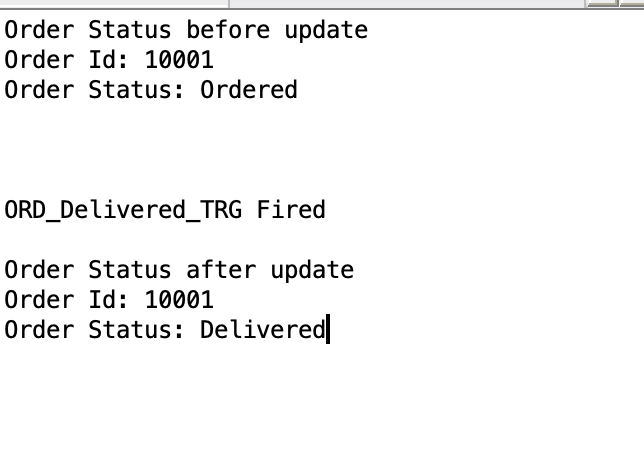 Order Status before update
Order Id: 10001
Order Status: Ordered
ORD_Delivered_TRG Fired
Order Status after update
Order Id: 10001
Order Status: Delivered